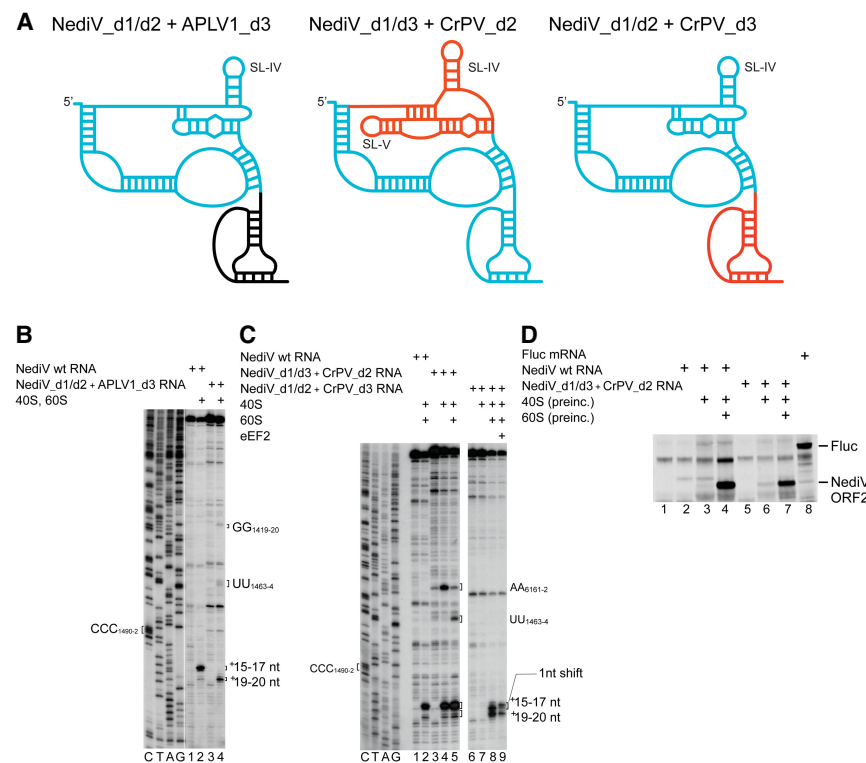 A
NediV_d1/d2 + APLV1_d3
NediV_d1/d3 + CrPV_d2
NediV_d1/d2 + CrPV_d3
5' SL-IV
5' SL-IV
SL-V
5' SL-IV
B
NediV wt RNA + +
NediV_d1/d2 + APLV1_d3 RNA + +
40S, 60S + +
GG1419-20
UU1463-4
CCC1490-2
+15-17 nt
+19-20 nt
C T A G 1 2 3 4
C
NediV wt RNA + +
NediV_d1/d3 + CrPV_d2 RNA + + +
NediV_d1/d2 + CrPV_d3 RNA + + + +
40S + + + + + +
60S + + + +
eEF2 +
AA6161-2
UU1463-4
CCC1490-2
1nt shift
+15-17 nt
+19-20 nt
C T A G 1 2 3 4 5 6 7 8 9
D
Fluc mRNA +
NediV wt RNA + + +
NediV_d1/d3 + CrPV_d2 RNA + + +
40S (preinc.) + + + +
60S (preinc.) + +
Fluc
NediV
ORF2
1 2 3 4 5 6 7 8